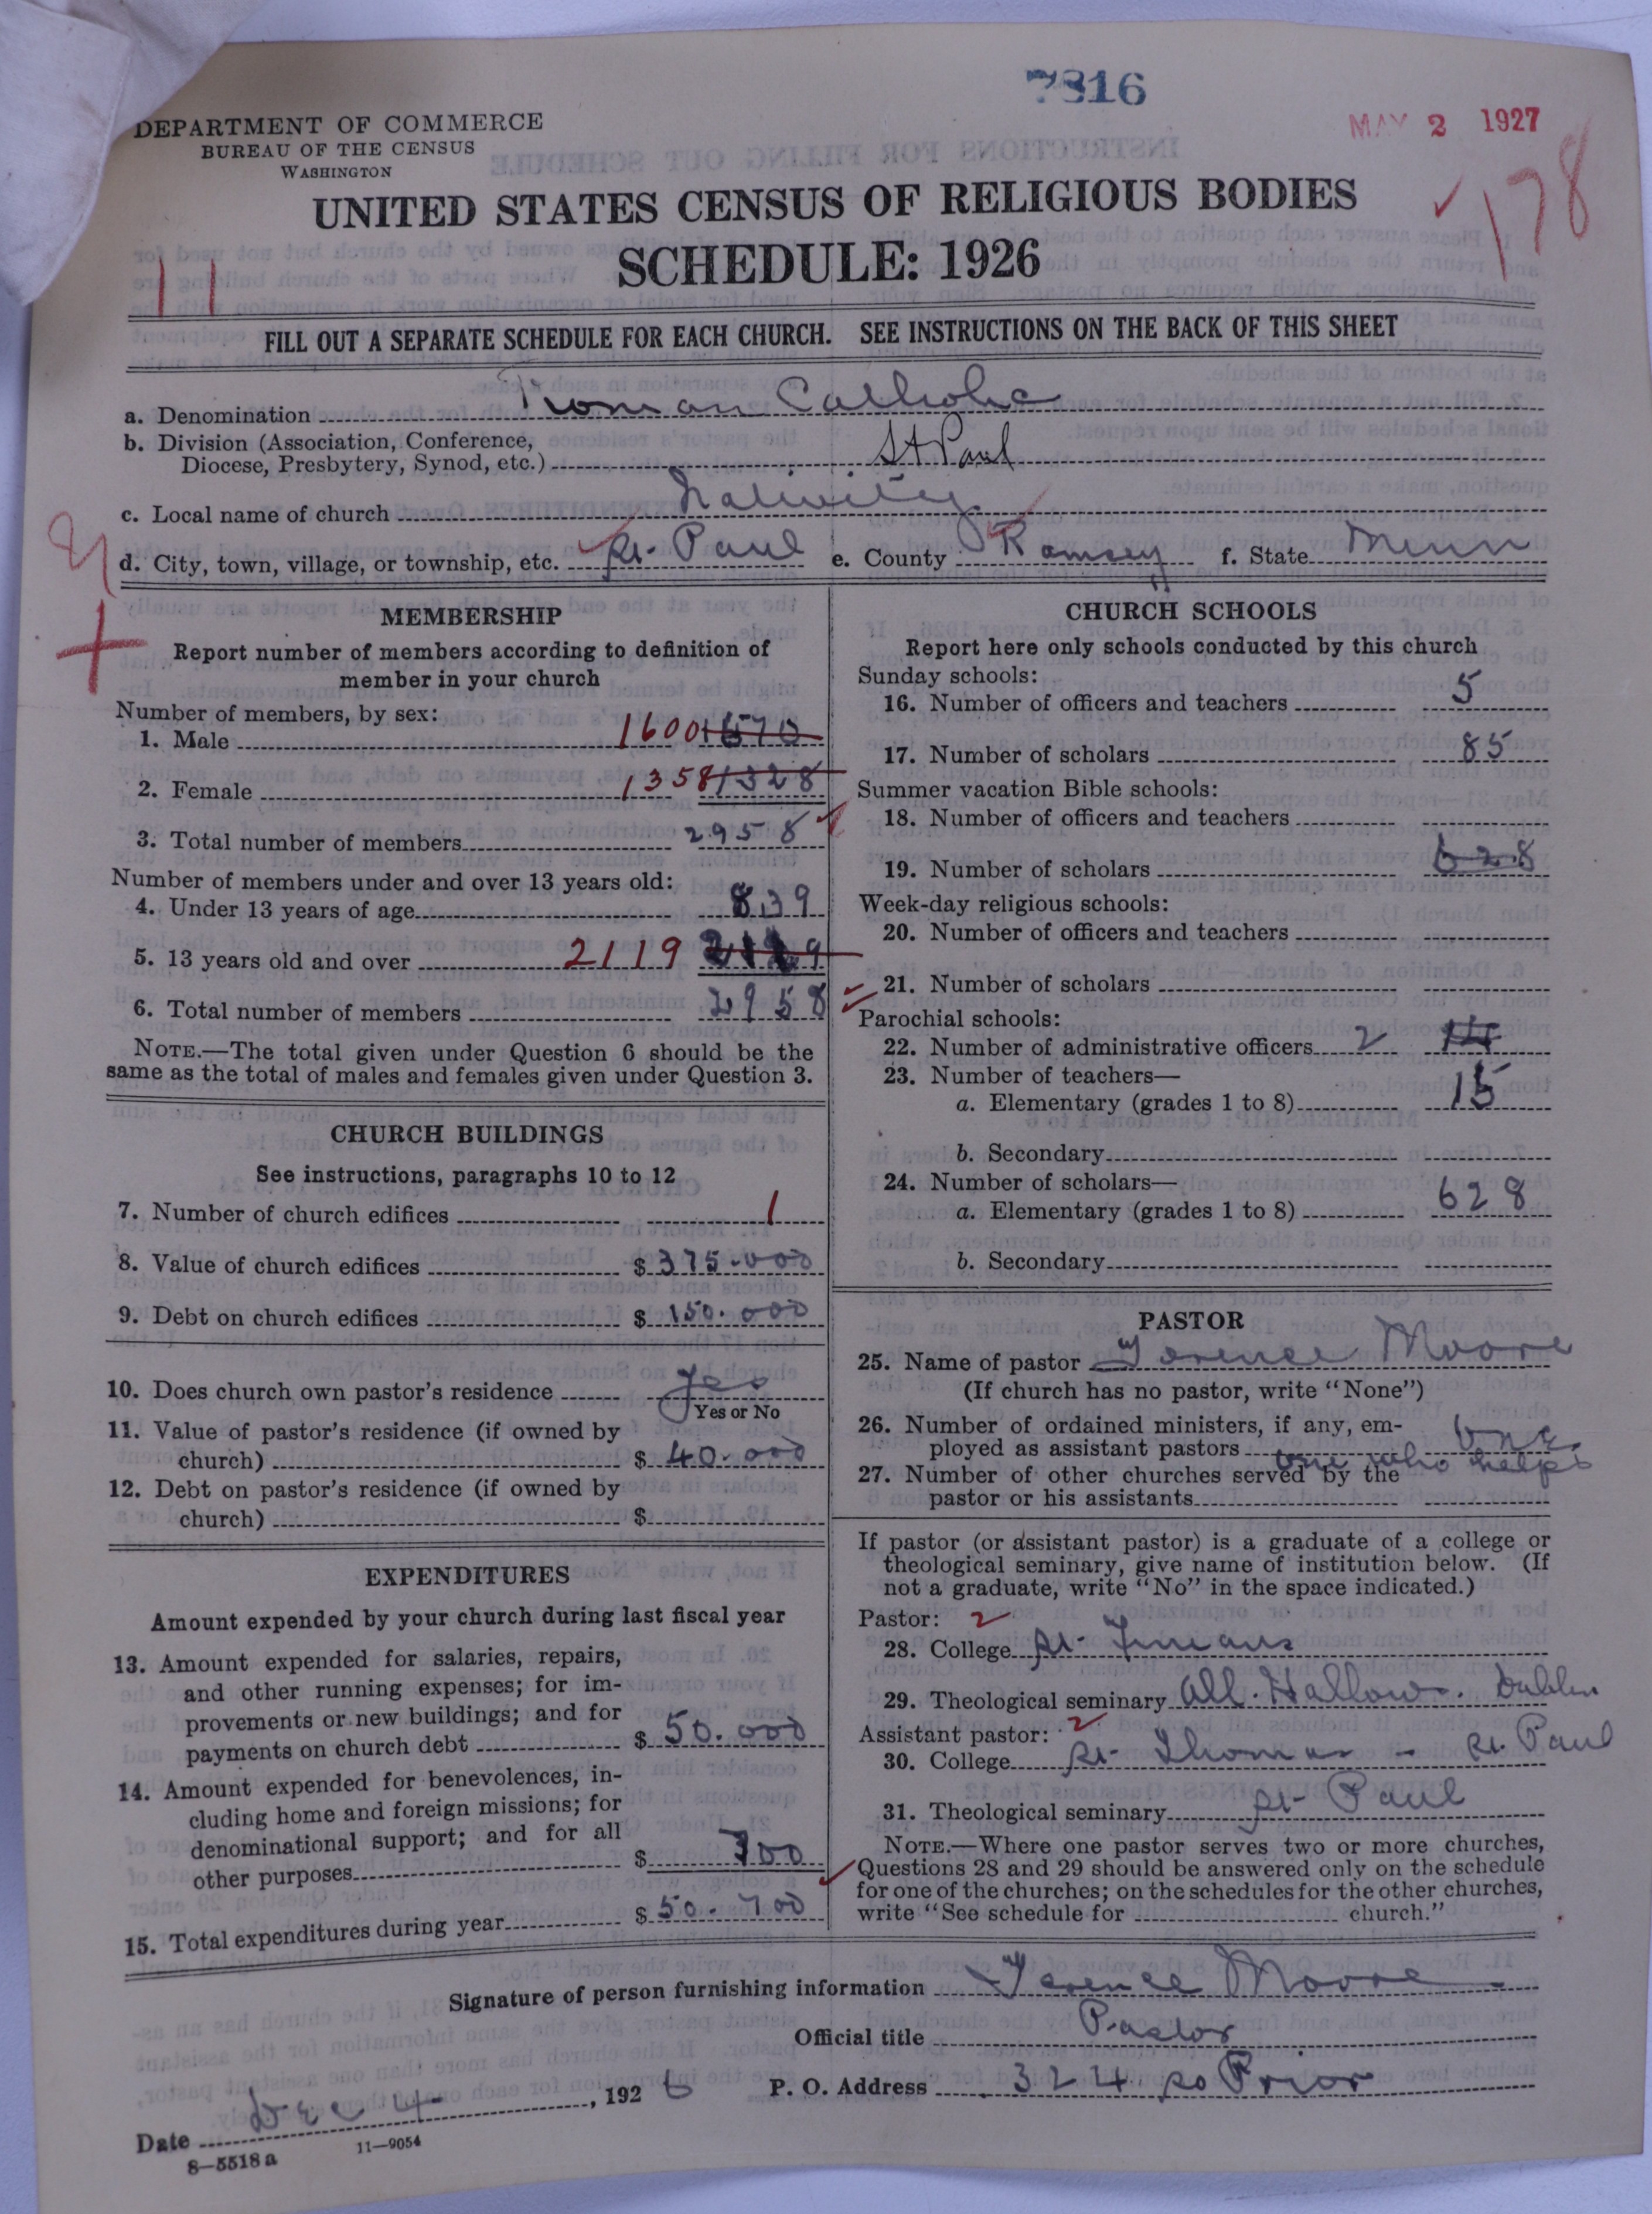 7816
MAY 2 1927
DEPARTMENT OF COMMERCE
BUREAU OF THE CENSUS
WASHINGTON
178
UNITED STATES CENSUS OF RELIGIOUS BODIES
SCHEDULE: 1926
11
FILL OUT A SEPARATE SCHEDULE FOR EACH CHURCH. SEE INSTRUCTIONS ON THE BACK OF THIS SHEET
a. Denomination Roman Catholic
b. Division (Association, Conference,
Diocese, Presbytery, Synod, etc.) St Paul
c. Local name of church Nativity
d. City, town, village, or township, etc. St. Paul e. County Ramsey f. State Minn
MEMBERSHIP
Report number of members according to definition of
member in your church
Number of members, by sex:
1. Male 1600
2. Female 1358 1328
3. Total number of members 2958
Number of members under and over 13 years old:
4. Under 13 years of age 839
5. 13 years old and over 2119 2119
6. Total number of members 2958
NOTE.—The total given under Question 6 should be the
same as the total of males and females given under Question 3.
CHURCH BUILDINGS
See instructions, paragraphs 10 to 12
7. Number of church edifices 1
8. Value of church edifices $ 375.000
9. Debt on church edifices $ 150.000
10. Does church own pastor's residence Yes
Yes or No
11. Value of pastor's residence (if owned by
church) $ 40.000
12. Debt on pastor's residence (if owned by
church) $
EXPENDITURES
Amount expended by your church during last fiscal year
13. Amount expended for salaries, repairs,
and other running expenses; for im-
provements or new buildings; and for
payments on church debt $ 50.000
14. Amount expended for benevolences, in-
cluding home and foreign missions; for
denominational support; and for all
other purposes $ 700
15. Total expenditures during year $ 50.700
CHURCH SCHOOLS
Report here only schools conducted by this church
Sunday schools:
16. Number of officers and teachers 5
17. Number of scholars 85
Summer vacation Bible schools:
18. Number of officers and teachers
19. Number of scholars 628
Week-day religious schools:
20. Number of officers and teachers
21. Number of scholars
Parochial schools:
22. Number of administrative officers 2 14
23. Number of teachers—
a. Elementary (grades 1 to 8) 15
b. Secondary
24. Number of scholars—
a. Elementary (grades 1 to 8) 628
b. Secondary
PASTOR
25. Name of pastor Terence Moore
(If church has no pastor, write "None")
26. Number of ordained ministers, if any, em-
ployed as assistant pastors one
one who helps
27. Number of other churches served by the
pastor or his assistants
If pastor (or assistant pastor) is a graduate of a college or
theological seminary, give name of institution below. (If
not a graduate, write "No" in the space indicated.)
Pastor: 2
28. College St. Finians
29. Theological seminary All Hallows. Dublin
Assistant pastor: 2
30. College St. Thomas - St. Paul
31. Theological seminary St. Paul
NOTE.—Where one pastor serves two or more churches,
Questions 28 and 29 should be answered only on the schedule
for one of the churches; on the schedules for the other churches,
write "See schedule for church."
Signature of person furnishing information Terence Moore
Official title Pastor
Date Dec 4, 1926 P. O. Address 324 So Prior
8—5518a 11—9054